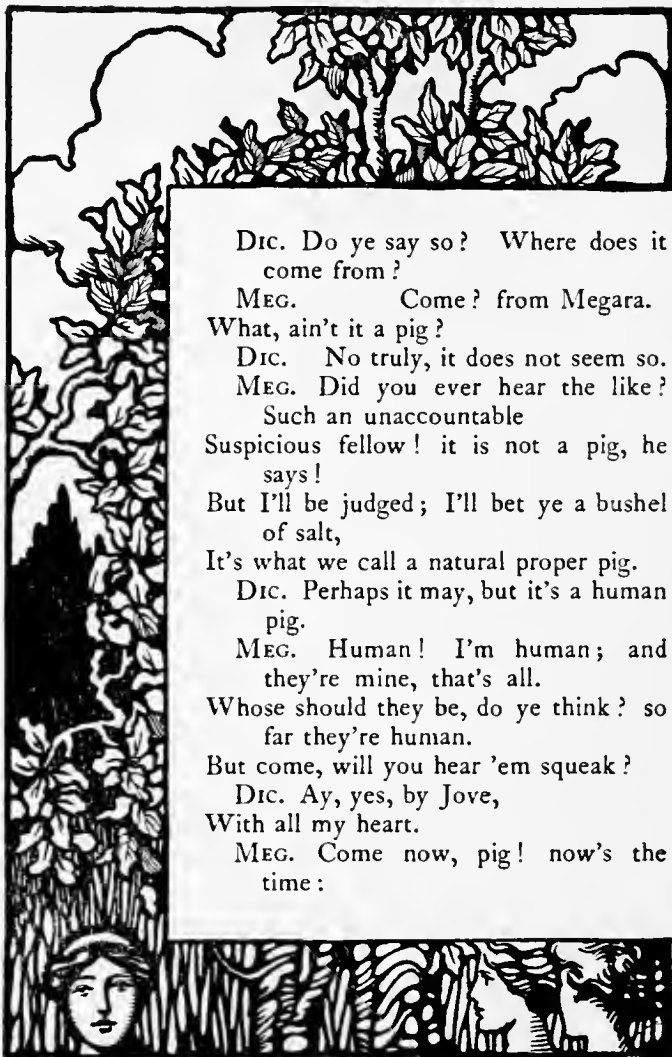 DIC. Do ye say so? Where does it
come from?
MEG. Come? from Megara.
What, ain't it a pig?
DIC. No truly, it does not seem so.
MEG. Did you ever hear the like?
Such an unaccountable
Suspicious fellow! it is not a pig, he
says!
But I'll be judged; I'll bet ye a bushel
of salt,
It's what we call a natural proper pig.
DIC. Perhaps it may, but it's a human
pig.
MEG. Human! I'm human; and
they're mine, that's all.
Whose should they be, do ye think? so
far they're human.
But come, will you hear 'em squeak?
DIC. Ay, yes, by Jove,
With all my heart.
MEG. Come now, pig! now's the
time: